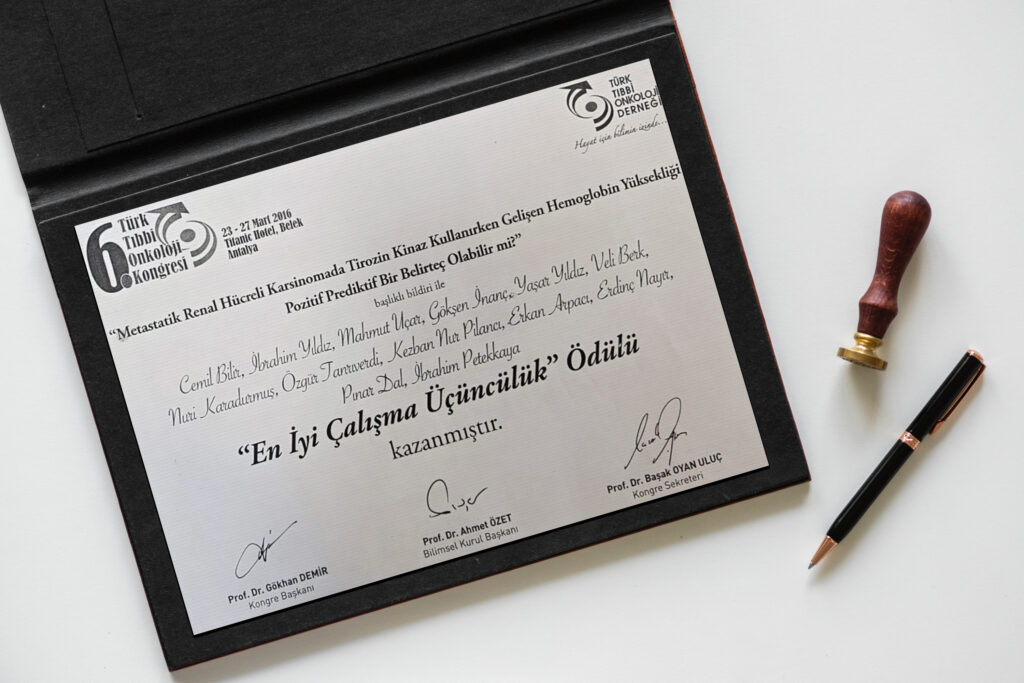 TÜRK
TIBBİ
ONKOLOJİ
DERNEĞİ
Hayat için bilimin izinde...
6.
Türk
Tıbbi
Onkoloji
Kongresi
23 - 27 Mart 2016
Titanic Hotel, Belek
Antalya
“Metastatik Renal Hücreli Karsinomada Tirozin Kinaz Kullanırken Gelişen Hemoglobin Yüksekliği
Pozitif Prediktif Bir Belirteç Olabilir mi?”
başlıklı bildiri ile
Cemil Bilir, İbrahim Yıldız, Mahmut Uçar, Gökşen İnanç, Yaşar Yıldız, Veli Berk,
Nuri Karadurmuş, Özgür Tanrıverdi, Kezban Nur Pilancı, Erkan Arpacı, Erdinç Nayır,
Pınar Dal, İbrahim Petekkaya
“En İyi Çalışma Üçüncülük” Ödülü
kazanmıştır.
Prof. Dr. Gökhan DEMİR
Kongre Başkanı
Prof. Dr. Ahmet ÖZET
Bilimsel Kurul Başkanı
Prof. Dr. Başak OYAN ULUÇ
Kongre Sekreteri